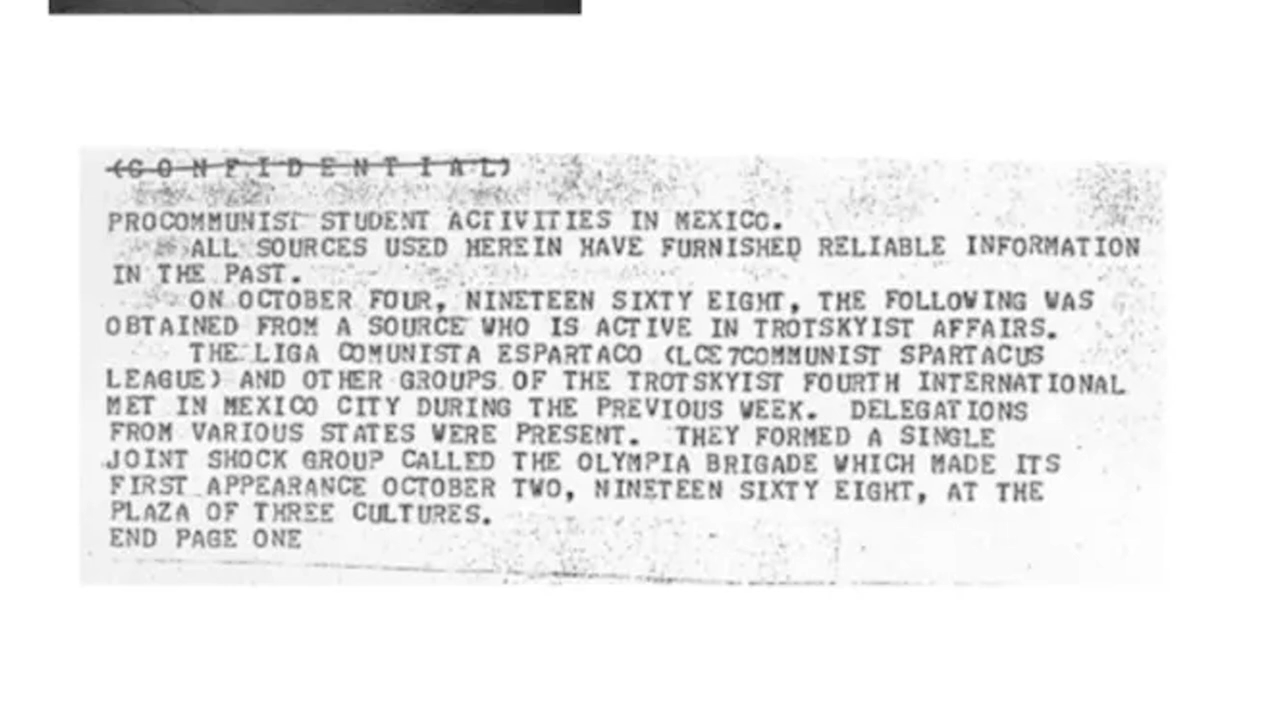 (C O N F I D E N T I A L)
PROCOMMUNIST STUDENT ACTIVITIES IN MEXICO.
ALL SOURCES USED HEREIN HAVE FURNISHED RELIABLE INFORMATION
IN THE PAST.
ON OCTOBER FOUR, NINETEEN SIXTY EIGHT, THE FOLLOWING WAS
OBTAINED FROM A SOURCE WHO IS ACTIVE IN TROTSKYIST AFFAIRS.
THE LIGA COMUNISTA ESPARTACO (LCE7COMMUNIST SPARTACUS
LEAGUE) AND OTHER GROUPS OF THE TROTSKYIST FOURTH INTERNATIONAL
MET IN MEXICO CITY DURING THE PREVIOUS WEEK. DELEGATIONS
FROM VARIOUS STATES WERE PRESENT. THEY FORMED A SINGLE
JOINT SHOCK GROUP CALLED THE OLYMPIA BRIGADE WHICH MADE ITS
FIRST APPEARANCE OCTOBER TWO, NINETEEN SIXTY EIGHT, AT THE
PLAZA OF THREE CULTURES.
END PAGE ONE